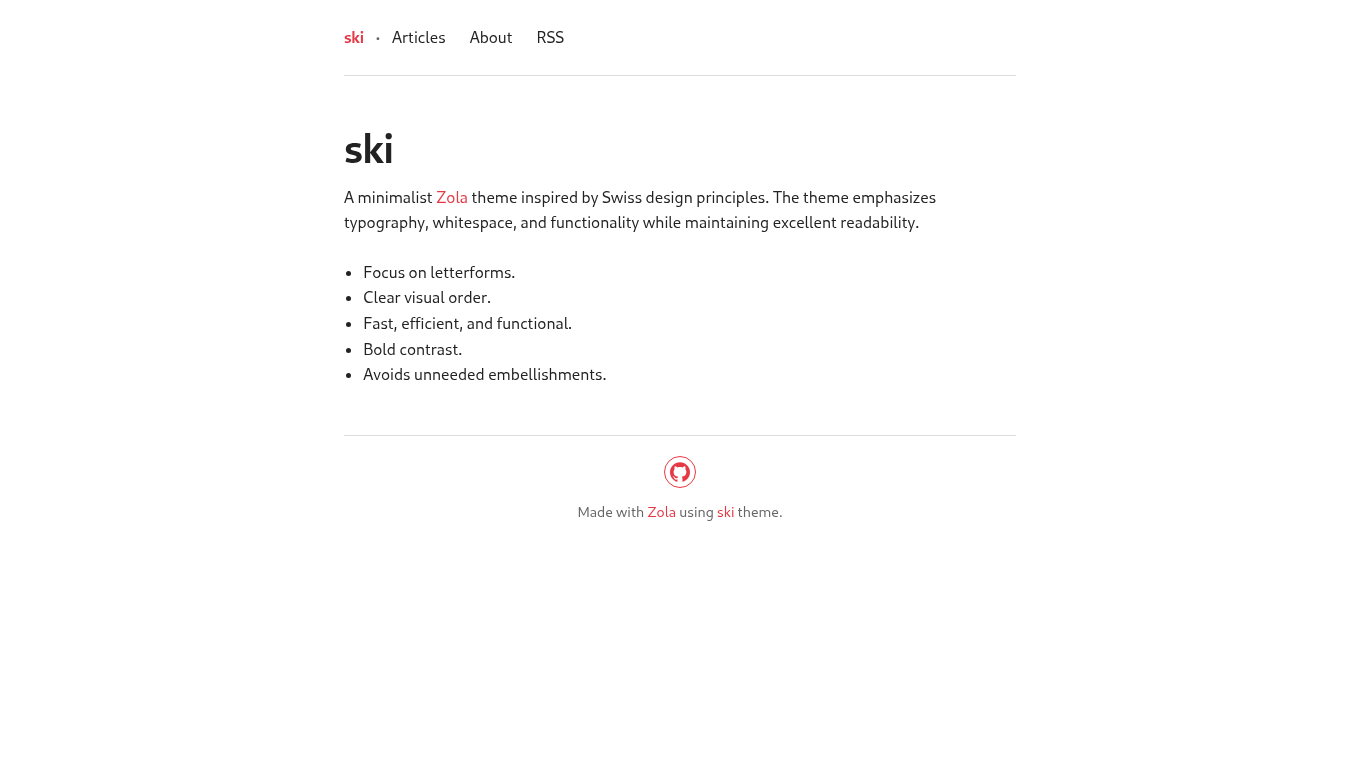 ski • Articles About RSS
ski
A minimalist Zola theme inspired by Swiss design principles. The theme emphasizes
typography, whitespace, and functionality while maintaining excellent readability.
• Focus on letterforms.
• Clear visual order.
• Fast, efficient, and functional.
• Bold contrast.
• Avoids unneeded embellishments.
Made with Zola using ski theme.